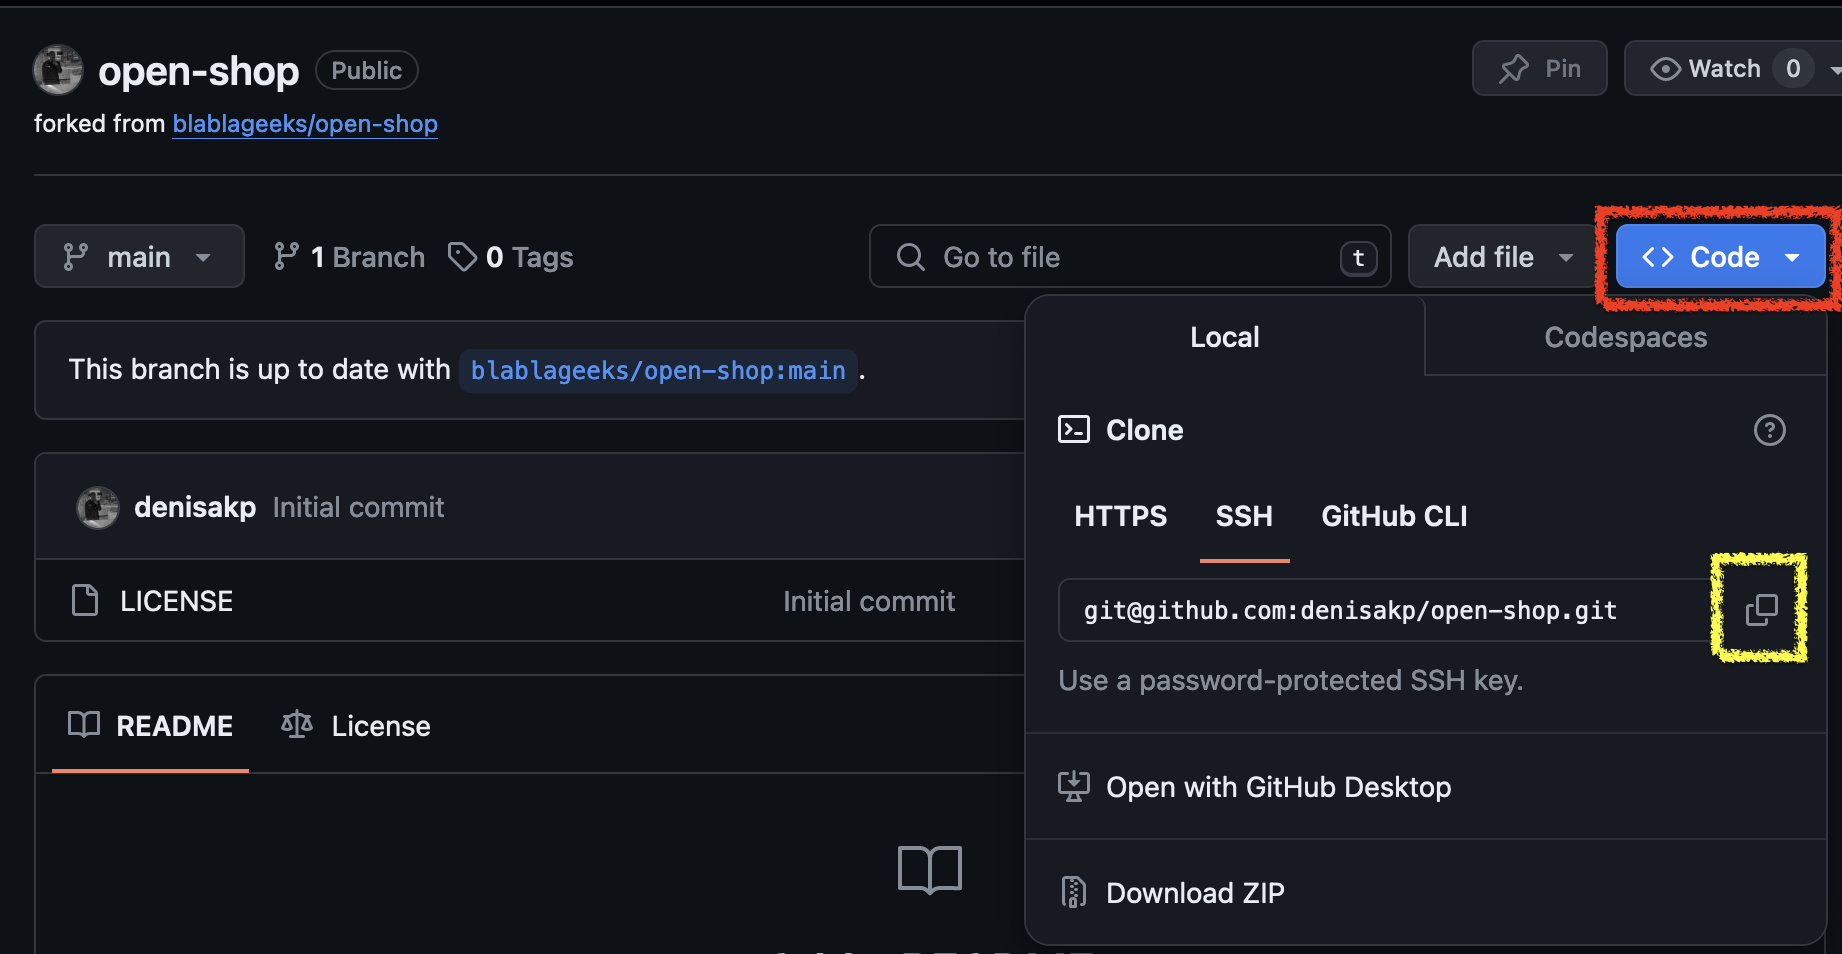 open-shop Public
Pin
Watch 0
forked from blablageeks/open-shop
main
1 Branch
0 Tags
Go to file t
Add file
<> Code
This branch is up to date with blablageeks/open-shop:main .
denisakp Initial commit
LICENSE Initial commit
README License
Local Codespaces
Clone
HTTPS SSH GitHub CLI
git@github.com:denisakp/open-shop.git
Use a password-protected SSH key.
Open with GitHub Desktop
Download ZIP